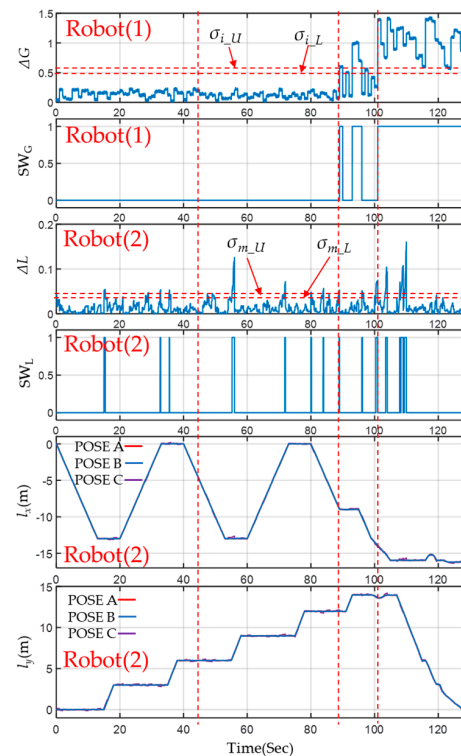 Robot(1)
σi_U
σi_L
ΔG
1.5
1
0.5
0
0 20 40 60 80 100 120
Robot(1)
SWG
1
0.5
0
0 20 40 60 80 100 120
Robot(2)
σm_U
σm_L
ΔL
0.2
0.1
0
0 20 40 60 80 100 120
Robot(2)
SWL
1
0.5
0
0 20 40 60 80 100 120
POSE A
POSE B
POSE C
lx(m)
0
-5
-10
-15
Robot(2)
0 20 40 60 80 100 120
POSE A
POSE B
POSE C
ly(m)
15
10
5
0
Robot(2)
0 20 40 60 80 100 120
Time(Sec)